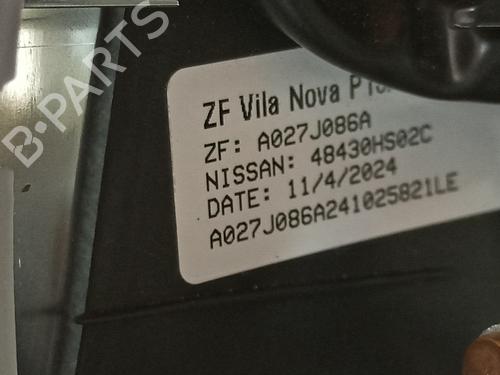 B-PARTS
ZF Vila Nova
ZF: A027J086A
NISSAN: 48430HS02C
DATE: 11/4/2024
A027J086A241025821LE